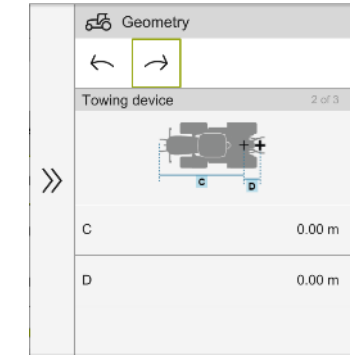 Geometry
Towing device 2 of 3
C D
C 0.00 m
D 0.00 m